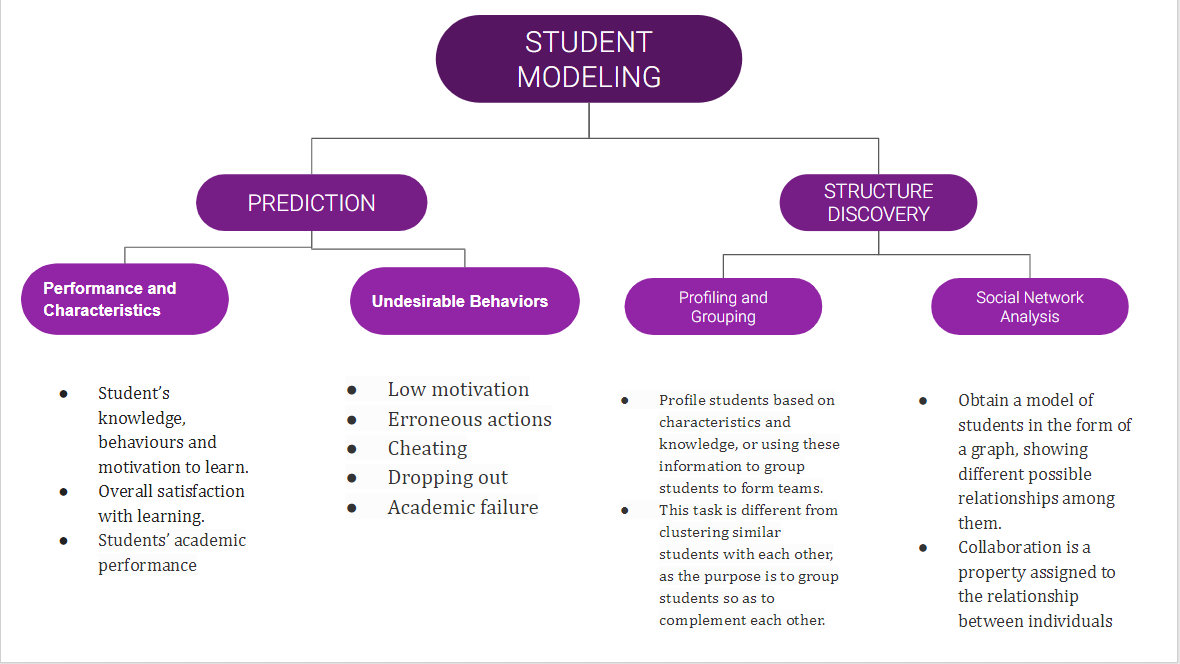 STUDENT
MODELING
PREDICTION
STRUCTURE
DISCOVERY
Performance and
Characteristics
Undesirable Behaviors
Profiling and
Grouping
Social Network
Analysis
● Student’s
knowledge,
behaviours and
motivation to learn.
● Overall satisfaction
with learning.
● Students’ academic
performance
● Low motivation
● Erroneous actions
● Cheating
● Dropping out
● Academic failure
● Profile students based on
characteristics and
knowledge, or using these
information to group
students to form teams.
● This task is different from
clustering similar
students with each other,
as the purpose is to group
students so as to
complement each other.
● Obtain a model of
students in the form of
a graph, showing
different possible
relationships among
them.
● Collaboration is a
property assigned to
the relationship
between individuals